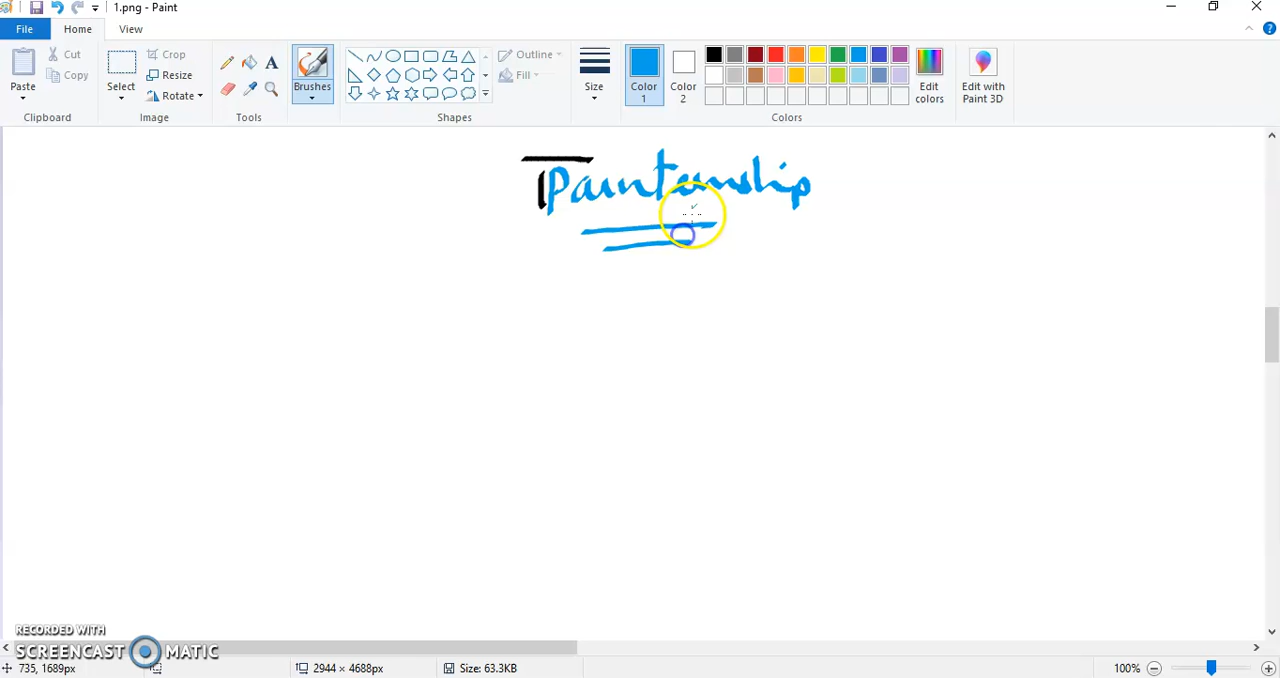 1.png - Paint
File Home View
Paste
Cut
Copy
Clipboard
Select
Crop
Resize
Rotate
Image
A
Tools
Brushes
Outline
Fill
Shapes
Size
Color 1
Color 2
Edit colors
Colors
Edit with Paint 3D
Partnership
RECORDED WITH
SCREENCAST MATIC
735, 1689px
2944 × 4688px
Size: 63.3KB
100%